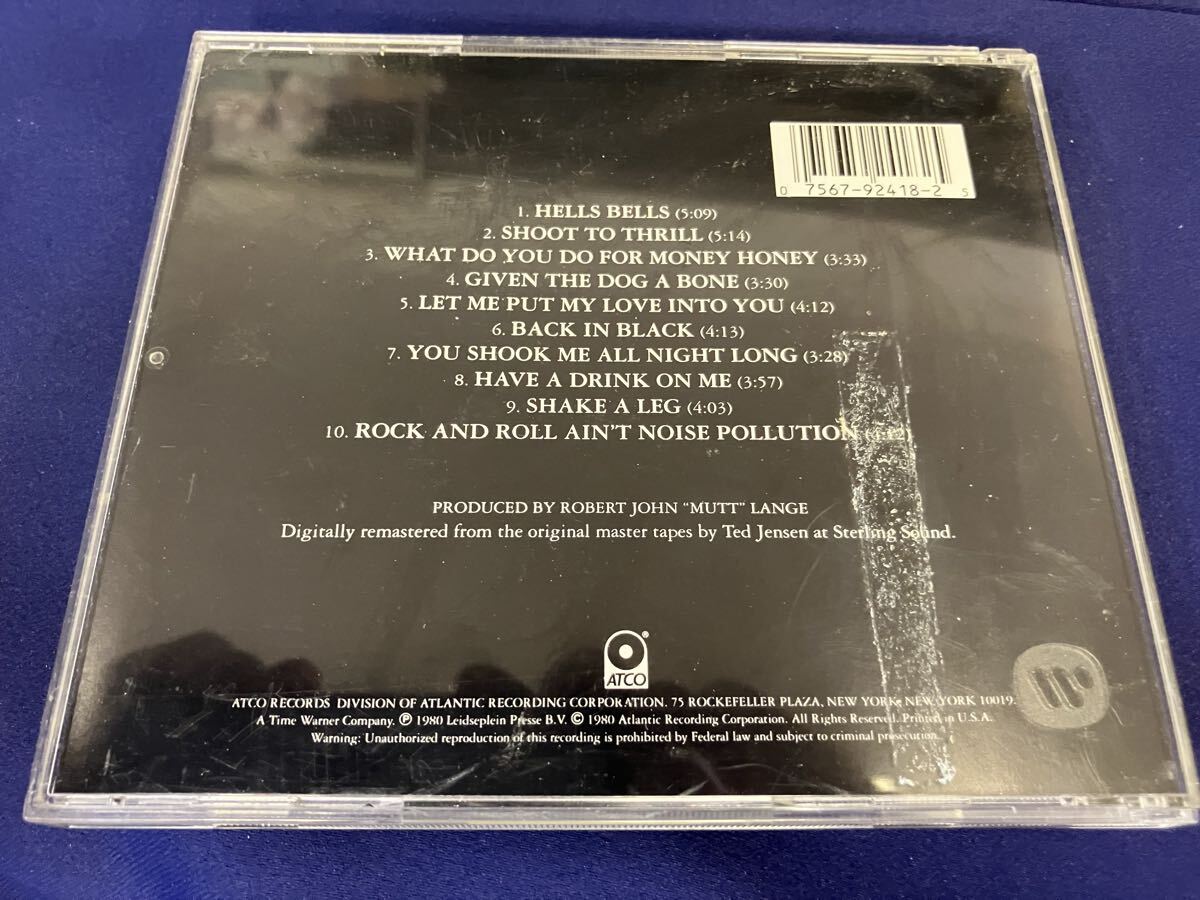 0 7567-92418-2 5
1. HELLS BELLS (5:09)
2. SHOOT TO THRILL (5:14)
3. WHAT DO YOU DO FOR MONEY HONEY (3:33)
4. GIVEN THE DOG A BONE (3:30)
5. LET ME PUT MY LOVE INTO YOU (4:12)
6. BACK IN BLACK (4:13)
7. YOU SHOOK ME ALL NIGHT LONG (3:28)
8. HAVE A DRINK ON ME (3:57)
9. SHAKE A LEG (4:03)
10. ROCK AND ROLL AIN'T NOISE POLLUTION (4:12)
PRODUCED BY ROBERT JOHN "MUTT" LANGE
Digitally remastered from the original master tapes by Ted Jensen at Sterling Sound.
®
ATCO
ATCO RECORDS DIVISION OF ATLANTIC RECORDING CORPORATION. 75 ROCKEFELLER PLAZA, NEW YORK, NEW YORK 10019.
A Time Warner Company. ℗ 1980 Leidseplein Presse B.V. © 1980 Atlantic Recording Corporation. All Rights Reserved. Printed in U.S.A.
Warning: Unauthorized reproduction of this recording is prohibited by Federal law and subject to criminal prosecution.